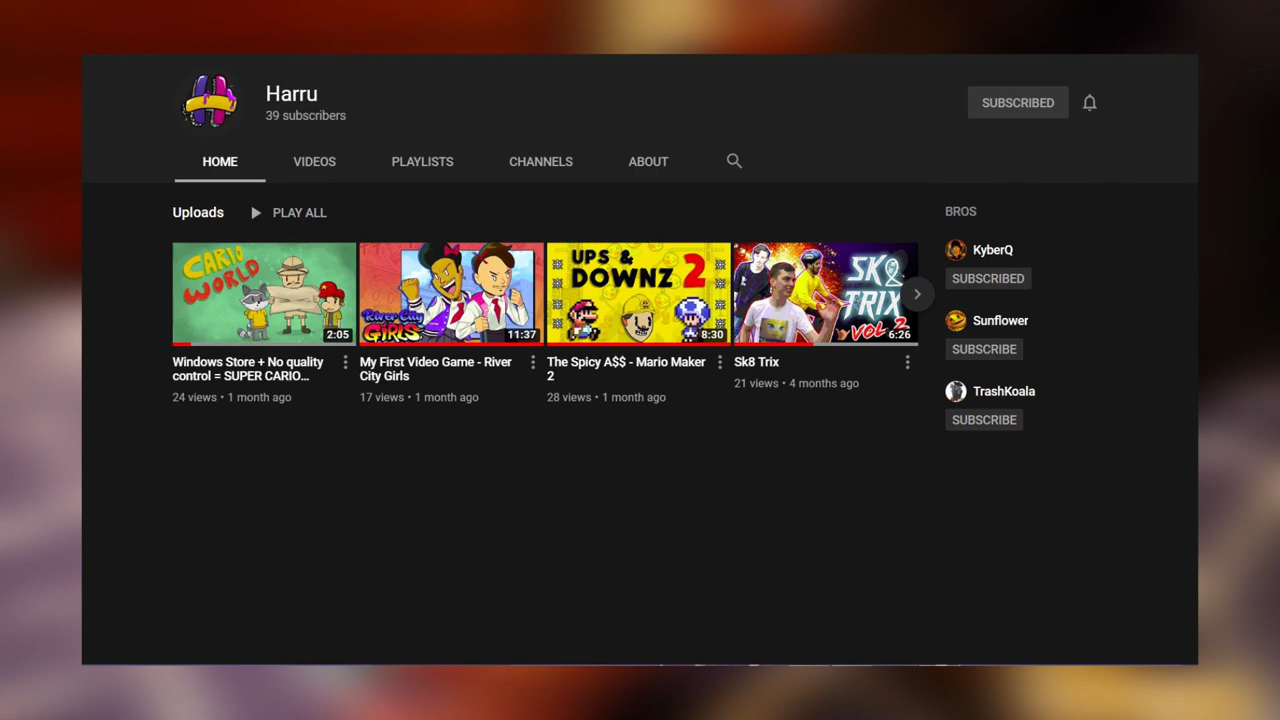 Harru
39 subscribers
SUBSCRIBED
HOME
VIDEOS
PLAYLISTS
CHANNELS
ABOUT
Uploads
PLAY ALL
CARIO
WORLD
2:05
Windows Store + No quality
control = SUPER CARIO...
24 views • 1 month ago
RIVER CITY
GIRLS
11:37
My First Video Game - River
City Girls
17 views • 1 month ago
UPS &
DOWNZ 2
8:30
The Spicy A$$ - Mario Maker
2
28 views • 1 month ago
SK8
TRIX
VOL 2
6:26
Sk8 Trix
21 views • 4 months ago
BROS
KyberQ
SUBSCRIBED
Sunflower
SUBSCRIBE
TrashKoala
SUBSCRIBE